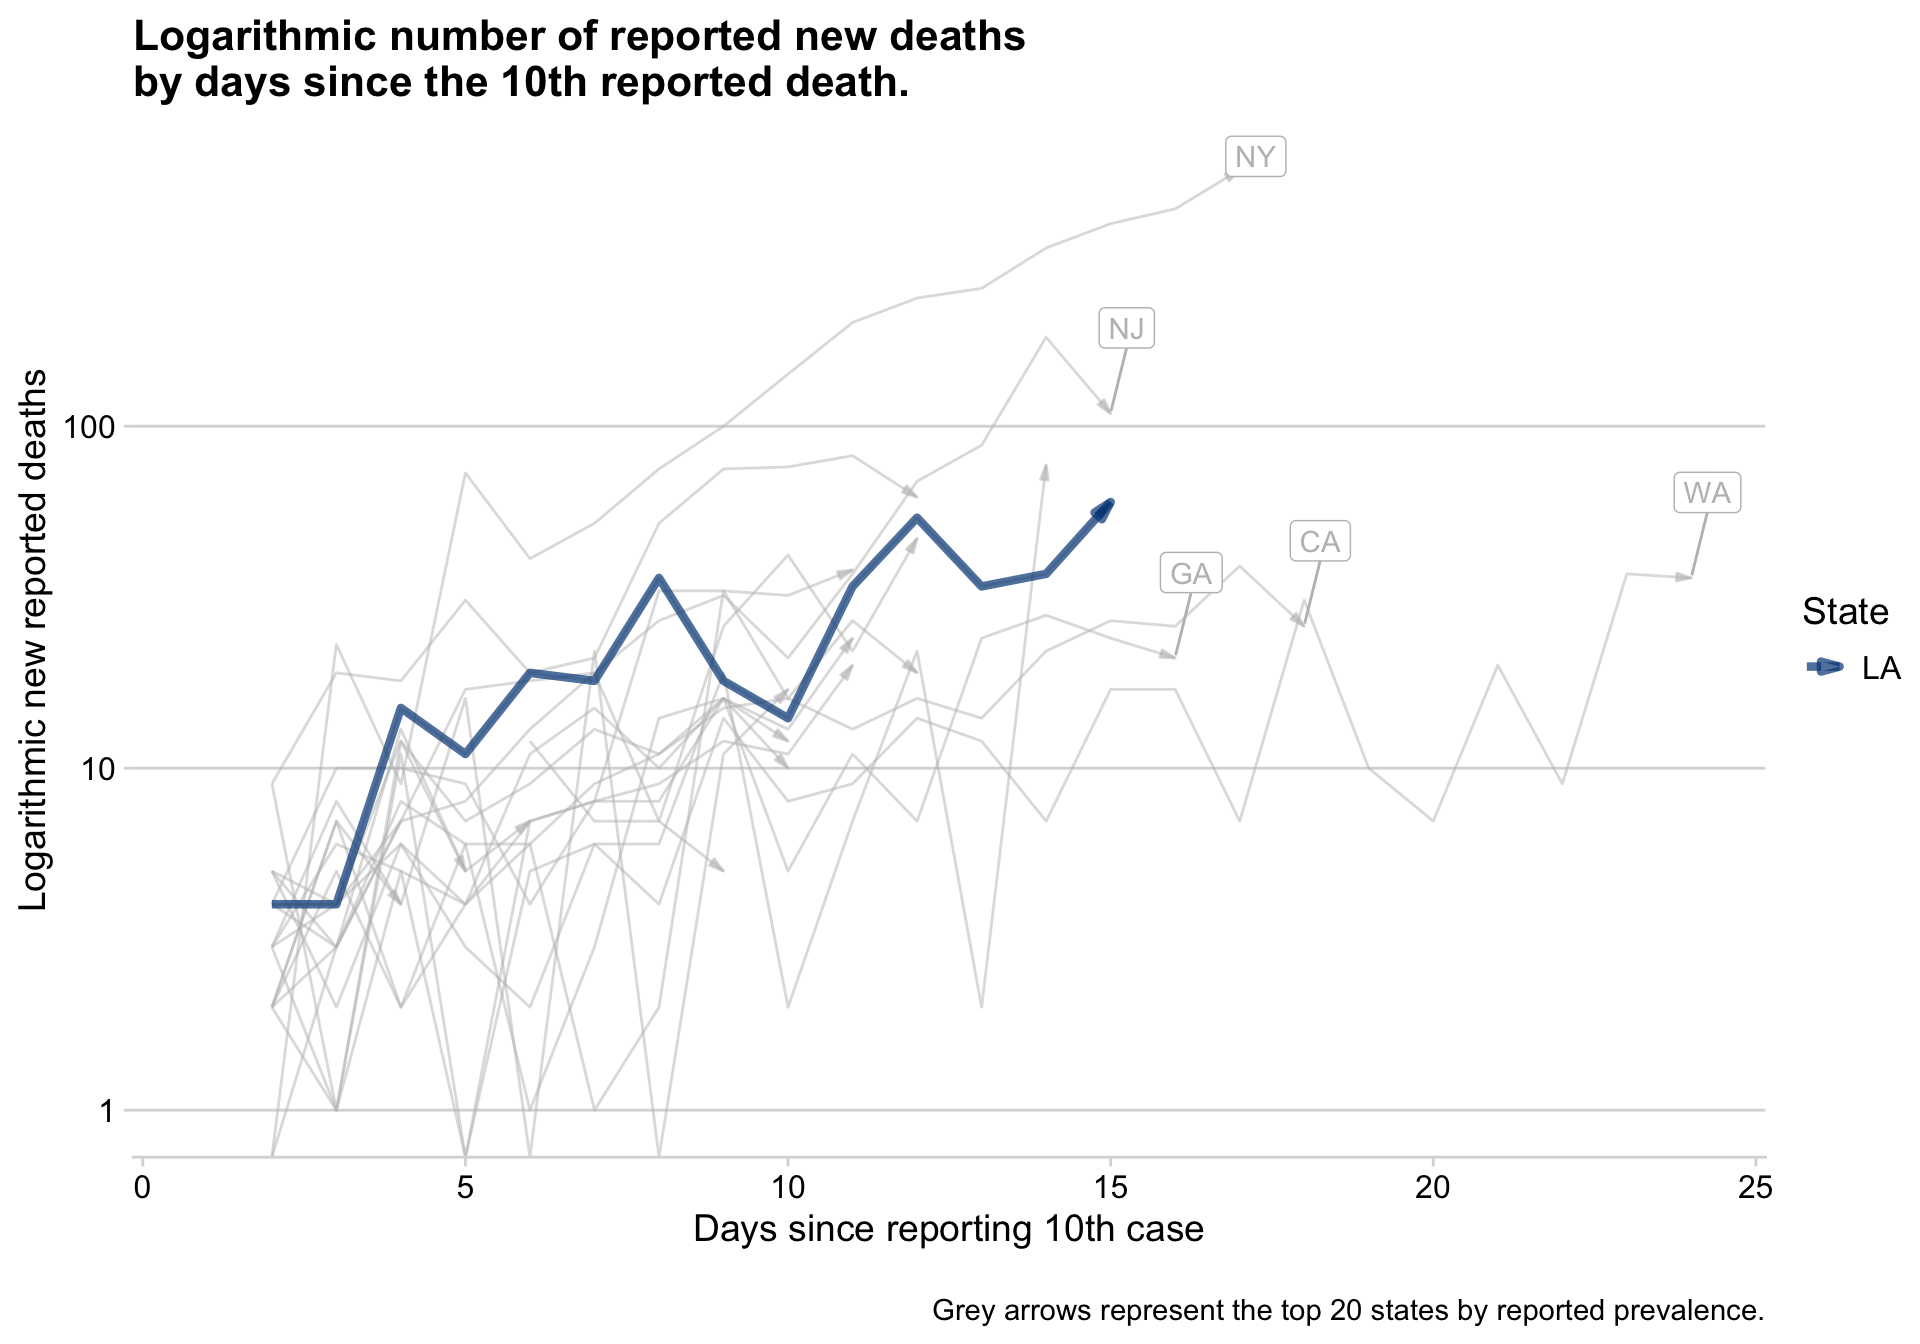 Logarithmic number of reported new deaths
by days since the 10th reported death.
NY
NJ
WA
CA
GA
Logarithmic new reported deaths
100
10
1
0 5 10 15 20 25
Days since reporting 10th case
State
LA
Grey arrows represent the top 20 states by reported prevalence.